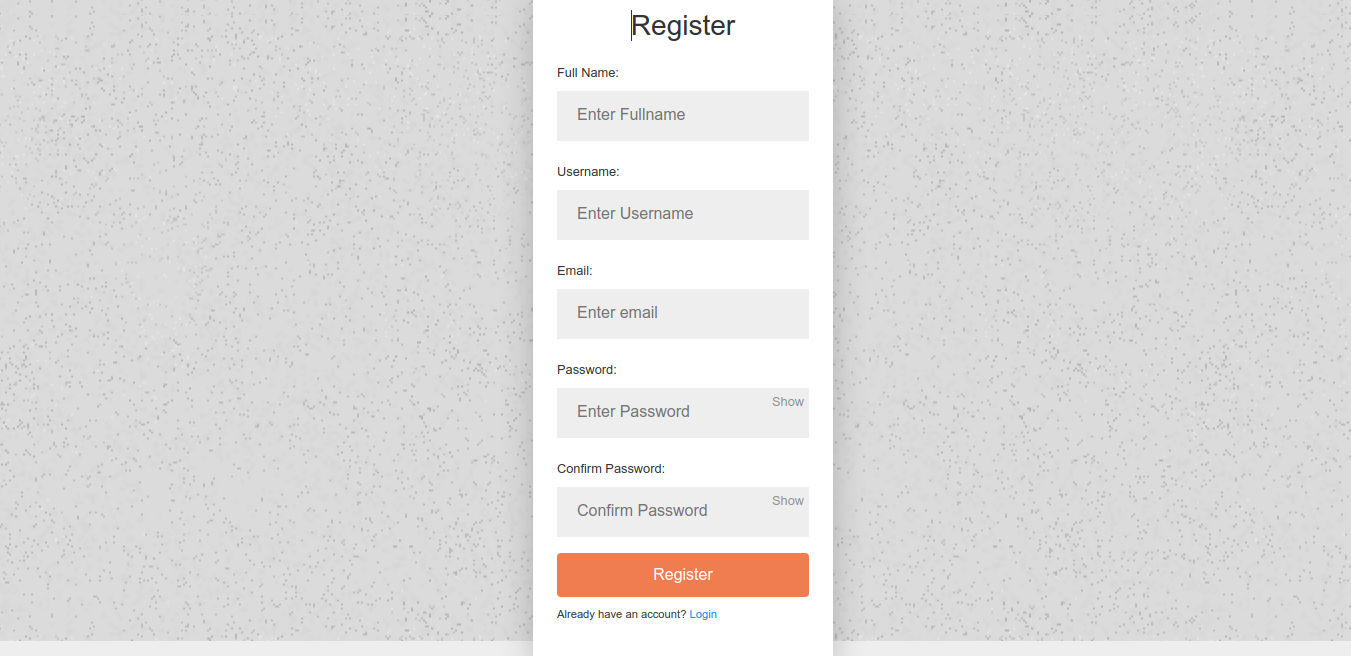 Register
Full Name:
Enter Fullname
Username:
Enter Username
Email:
Enter email
Password:
Enter Password
Show
Confirm Password:
Confirm Password
Show
Register
Already have an account? Login